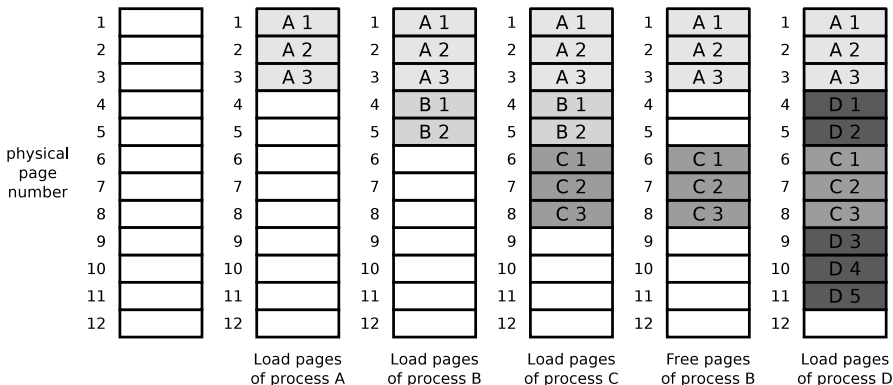 1 1 A 1 1 A 1 1 A 1 1 A 1 1 A 1
2 2 A 2 2 A 2 2 A 2 2 A 2 2 A 2
3 3 A 3 3 A 3 3 A 3 3 A 3 3 A 3
4 4 4 B 1 4 B 1 4 4 D 1
5 5 5 B 2 5 B 2 5 5 D 2
physical
page
number
6 6 6 6 C 1 6 C 1 6 C 1
7 7 7 7 C 2 7 C 2 7 C 2
8 8 8 8 C 3 8 C 3 8 C 3
9 9 9 9 9 9 D 3
10 10 10 10 10 10 D 4
11 11 11 11 11 11 D 5
12 12 12 12 12 12
Load pages
of process A
Load pages
of process B
Load pages
of process C
Free pages
of process B
Load pages
of process D